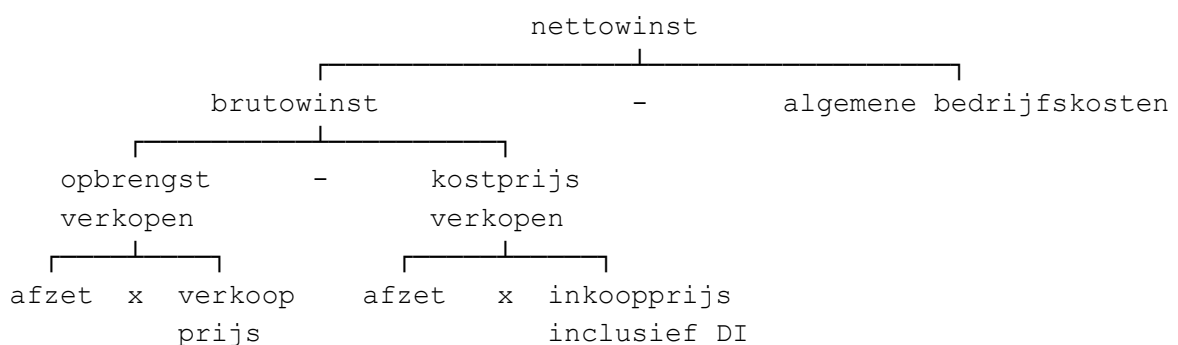 nettowinst
brutowinst - algemene bedrijfskosten
opbrengst - kostprijs
verkopen verkopen
afzet x verkoop afzet x inkoopprijs
prijs inclusief DI